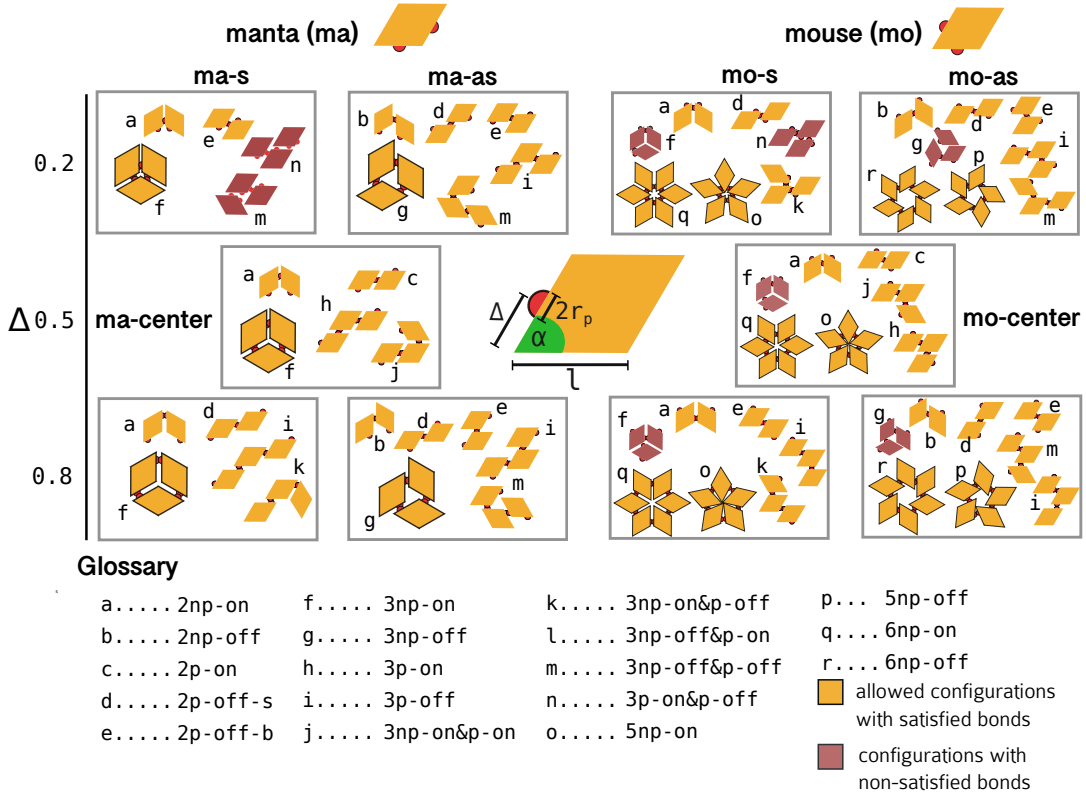 manta (ma)
mouse (mo)
ma-s
ma-as
mo-s
mo-as
0.2
a
e
n
f
m
b
d
e
g
i
m
a
d
f
n
q
o
k
b
d
e
g
p
i
r
m
Δ 0.5
ma-center
a
c
h
f
j
Δ
2rp
α
l
a
c
f
j
q
o
h
mo-center
0.8
a
d
i
k
f
b
d
e
i
m
g
f
a
e
i
q
o
k
g
b
d
e
m
r
p
i
Glossary
a..... 2np-on
b..... 2np-off
c..... 2p-on
d..... 2p-off-s
e..... 2p-off-b
f..... 3np-on
g..... 3np-off
h..... 3p-on
i..... 3p-off
j..... 3np-on&p-on
k..... 3np-on&p-off
l..... 3np-off&p-on
m..... 3np-off&p-off
n..... 3p-on&p-off
o..... 5np-on
p... 5np-off
q.... 6np-on
r.... 6np-off
allowed configurations
with satisfied bonds
configurations with
non-satisfied bonds